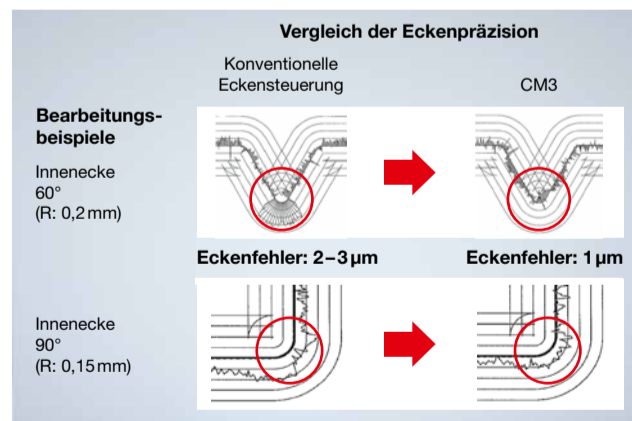 Vergleich der Eckenpräzision
Konventionelle
Eckensteuerung
CM3
Bearbeitungs-
beispiele
Innenecke
60°
(R: 0,2 mm)
Eckenfehler: 2–3 µm
Eckenfehler: 1 µm
Innenecke
90°
(R: 0,15 mm)